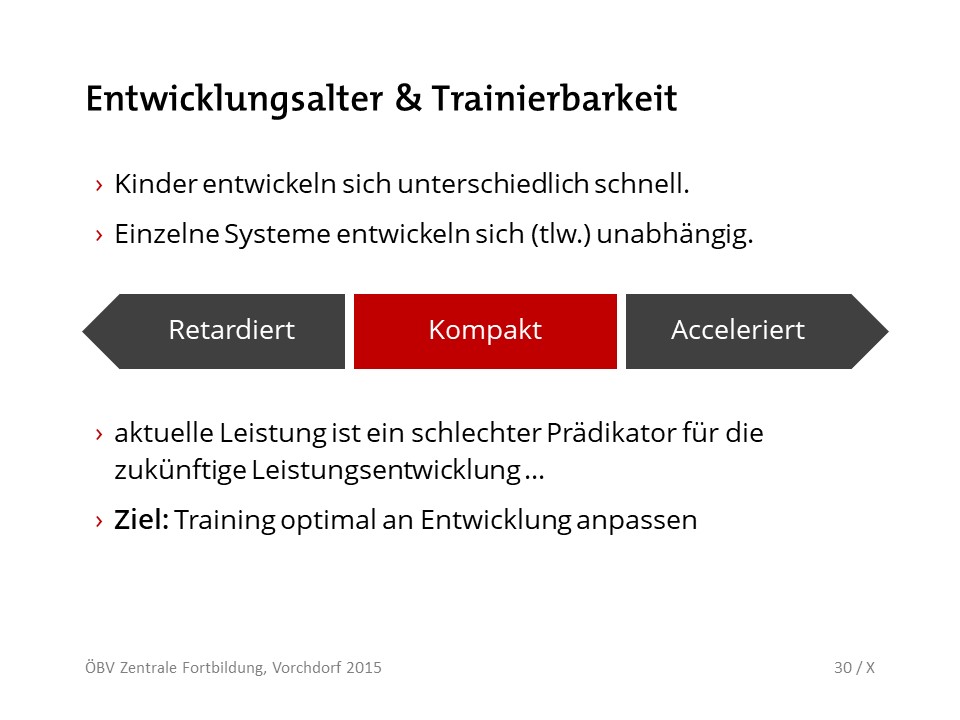 Entwicklungsalter & Trainierbarkeit
› Kinder entwickeln sich unterschiedlich schnell.
› Einzelne Systeme entwickeln sich (tlw.) unabhängig.
Retardiert Kompakt Acceleriert
› aktuelle Leistung ist ein schlechter Prädikator für die
zukünftige Leistungsentwicklung ...
› Ziel: Training optimal an Entwicklung anpassen
ÖBV Zentrale Fortbildung, Vorchdorf 2015 30 / X